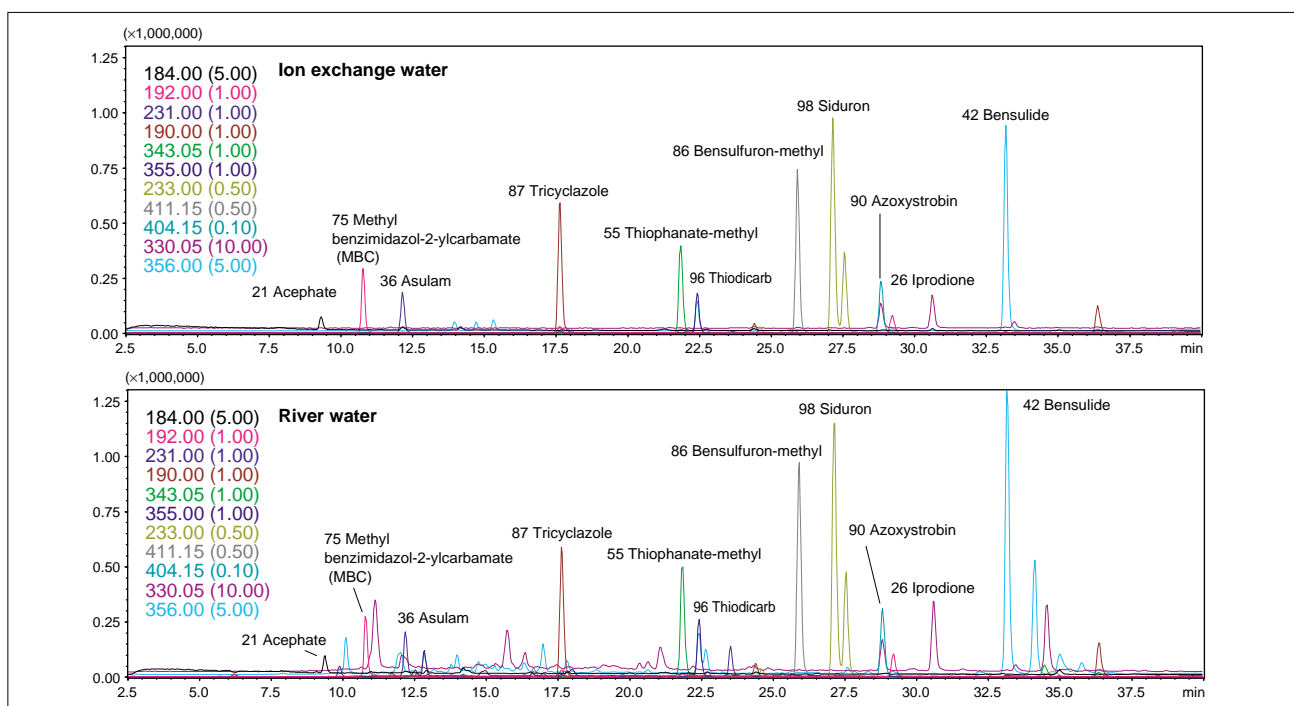 (×1,000,000)
1.25
1.00
0.75
0.50
0.25
0.00
184.00 (5.00)
192.00 (1.00)
231.00 (1.00)
190.00 (1.00)
343.05 (1.00)
355.00 (1.00)
233.00 (0.50)
411.15 (0.50)
404.15 (0.10)
330.05 (10.00)
356.00 (5.00)
Ion exchange water
21 Acephate
75 Methyl
benzimidazol-2-ylcarbamate
(MBC)
36 Asulam
87 Tricyclazole
55 Thiophanate-methyl
96 Thiodicarb
86 Bensulfuron-methyl
98 Siduron
90 Azoxystrobin
26 Iprodione
42 Bensulide
2.5 5.0 7.5 10.0 12.5 15.0 17.5 20.0 22.5 25.0 27.5 30.0 32.5 35.0 37.5 min
(×1,000,000)
1.25
1.00
0.75
0.50
0.25
0.00
184.00 (5.00)
192.00 (1.00)
231.00 (1.00)
190.00 (1.00)
343.05 (1.00)
355.00 (1.00)
233.00 (0.50)
411.15 (0.50)
404.15 (0.10)
330.05 (10.00)
356.00 (5.00)
River water
21 Acephate
75 Methyl
benzimidazol-2-ylcarbamate
(MBC)
36 Asulam
87 Tricyclazole
55 Thiophanate-methyl
96 Thiodicarb
86 Bensulfuron-methyl
98 Siduron
90 Azoxystrobin
26 Iprodione
42 Bensulide
2.5 5.0 7.5 10.0 12.5 15.0 17.5 20.0 22.5 25.0 27.5 30.0 32.5 35.0 37.5 min